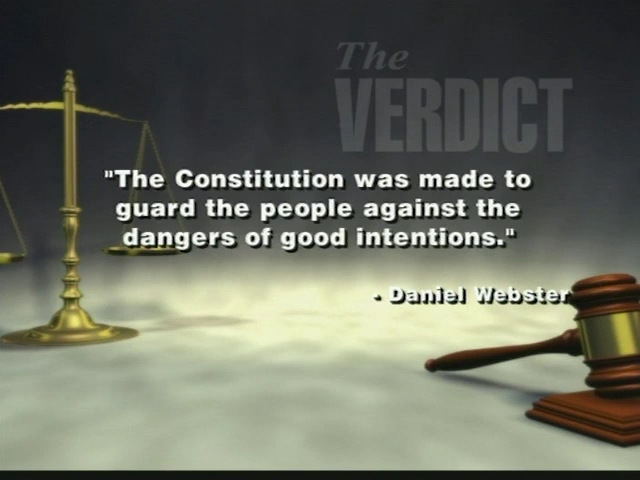 The
VERDICT
"The Constitution was made to
guard the people against the
dangers of good intentions."
- Daniel Webster